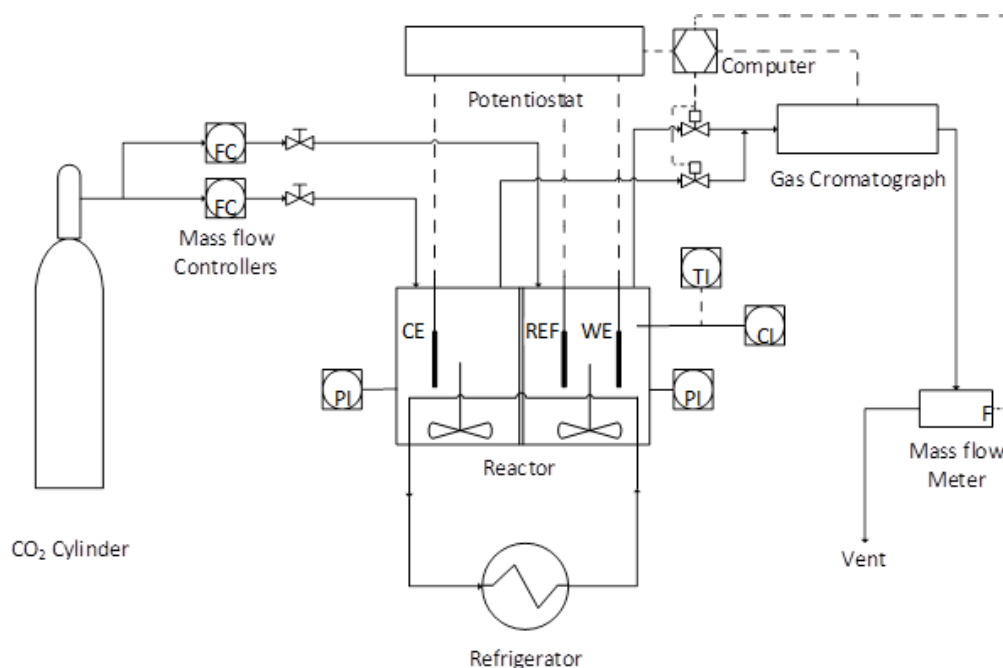 Computer
Potentiostat
FC
FC
Mass flow
Controllers
Gas Cromatograph
TI
CI
CE
REF
WE
PI
PI
F
Mass flow
Meter
Reactor
CO₂ Cylinder
Vent
Refrigerator